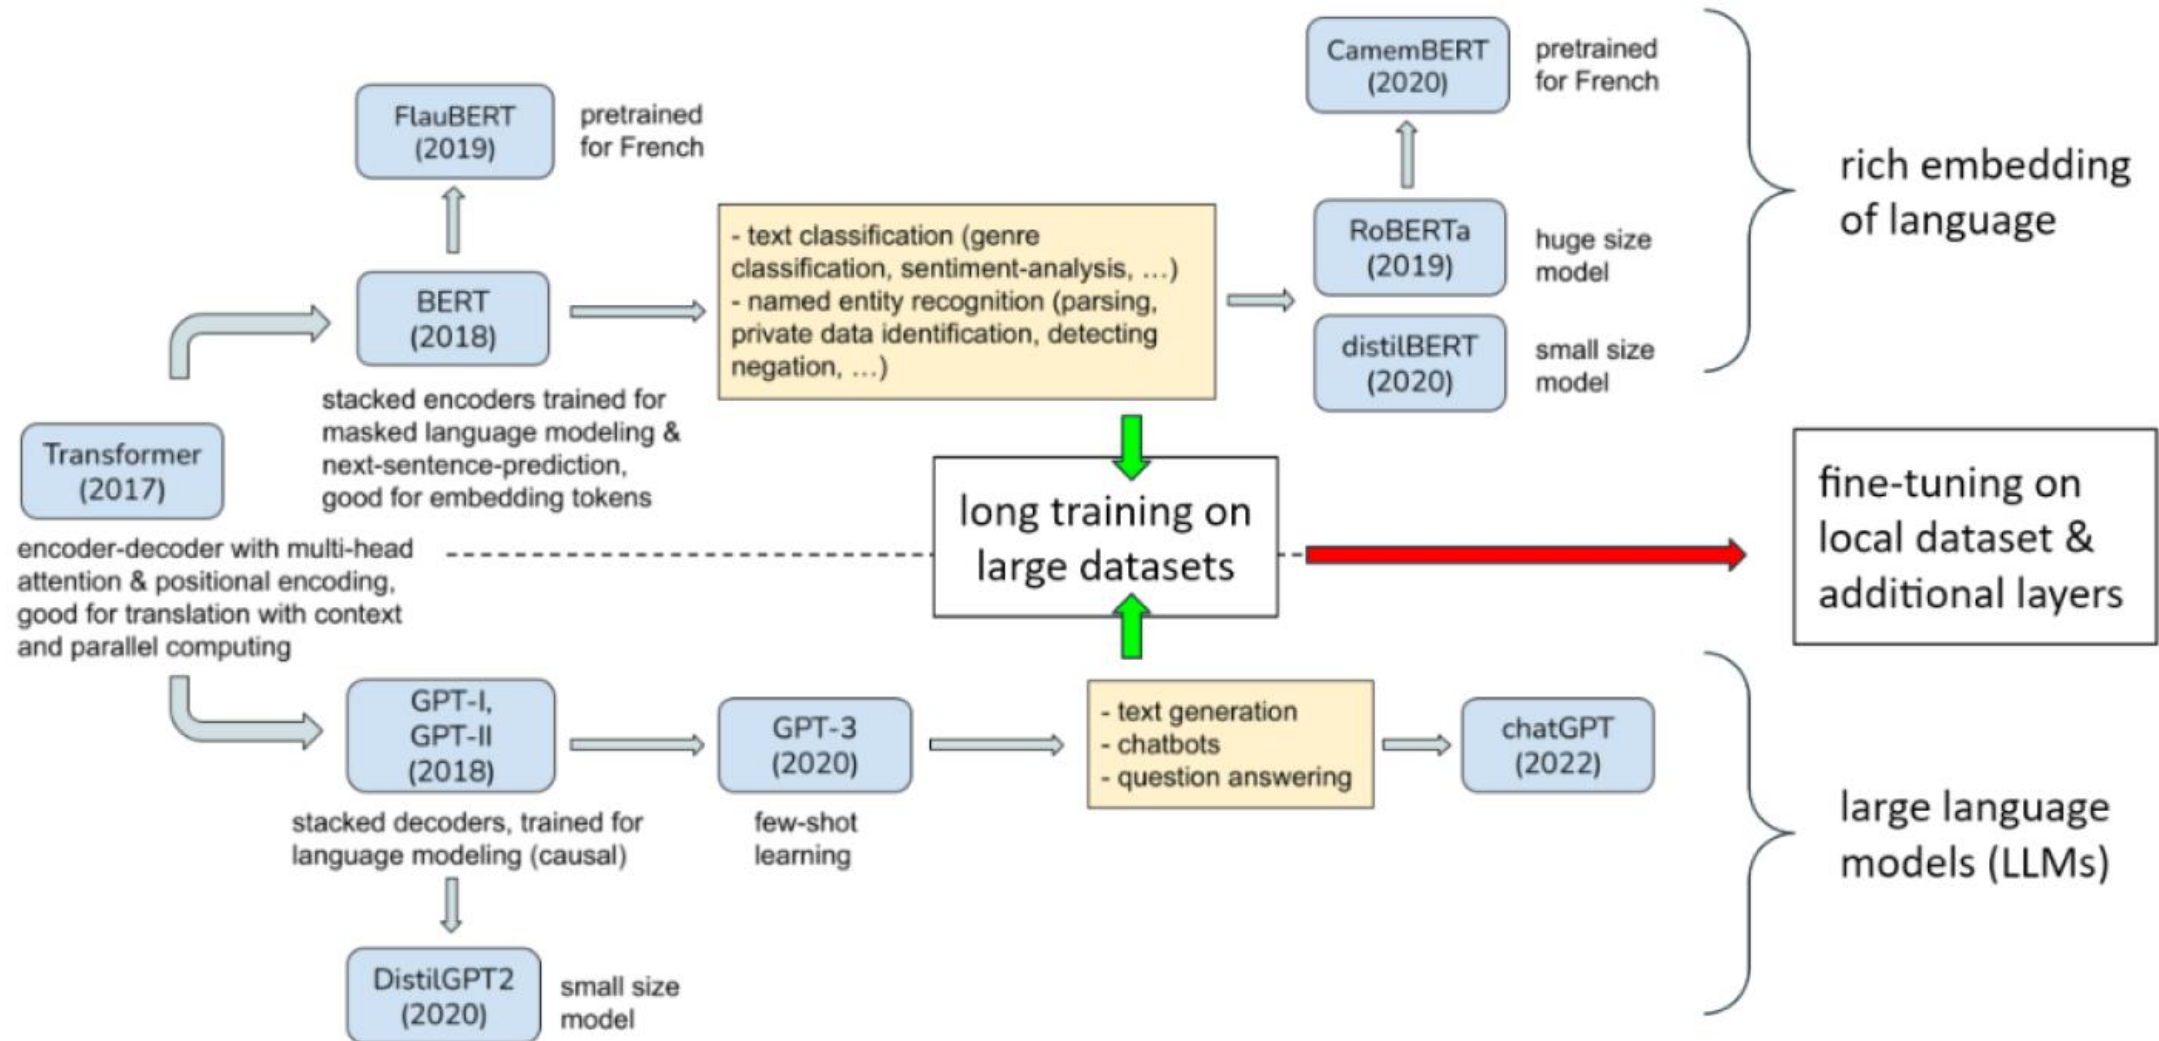 CamemBERT
(2020)
pretrained
for French
FlauBERT
(2019)
pretrained
for French
rich embedding
of language
- text classification (genre
classification, sentiment-analysis, ...)
- named entity recognition (parsing,
private data identification, detecting
negation, ...)
RoBERTa
(2019)
huge size
model
BERT
(2018)
distilBERT
(2020)
small size
model
stacked encoders trained for
masked language modeling &
next-sentence-prediction,
good for embedding tokens
Transformer
(2017)
encoder-decoder with multi-head
attention & positional encoding,
good for translation with context
and parallel computing
long training on
large datasets
fine-tuning on
local dataset &
additional layers
GPT-I,
GPT-II
(2018)
stacked decoders, trained for
language modeling (causal)
GPT-3
(2020)
few-shot
learning
- text generation
- chatbots
- question answering
chatGPT
(2022)
large language
models (LLMs)
DistilGPT2
(2020)
small size
model